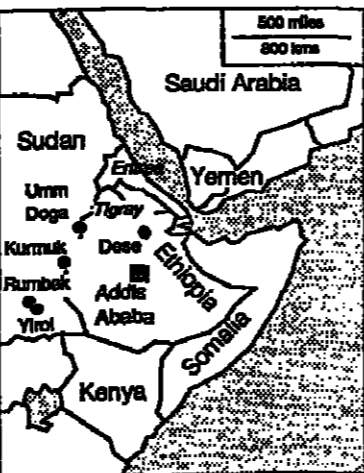 500 miles
800 kms
Saudi Arabia
Sudan
Eritrea
Yemen
Umm
Doga
Tigray
Dese
Kurmuk
Ethiopia
Rumbek
Addis
Ababa
Yirol
Somalia
Kenya